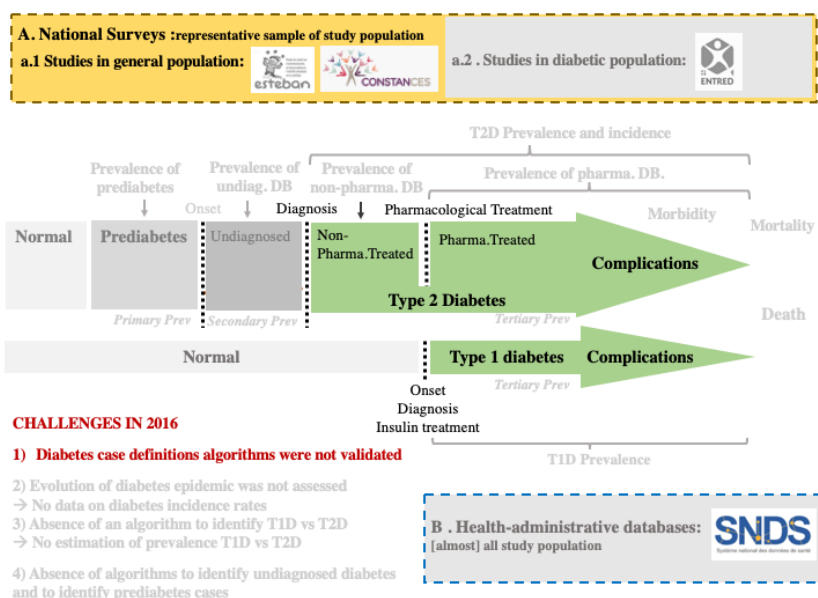 A. National Surveys :representative sample of study population
a.1 Studies in general population:
esteban
CONSTANCES
a.2 . Studies in diabetic population:
ENTRED
T2D Prevalence and incidence
Prevalence of
prediabetes
Prevalence of
undiag. DB
Prevalence of
non-pharma. DB
Prevalence of pharma. DB.
Onset
Diagnosis
Pharmacological Treatment
Morbidity
Mortality
Normal
Prediabetes
Undiagnosed
Non-
Pharma.Treated
Pharma.Treated
Complications
Type 2 Diabetes
Primary Prev
Secondary Prev
Tertiary Prev
Death
Normal
Type 1 diabetes
Complications
Tertiary Prev
Onset
Diagnosis
Insulin treatment
T1D Prevalence
CHALLENGES IN 2016
1) Diabetes case definitions algorithms were not validated
2) Evolution of diabetes epidemic was not assessed
→ No data on diabetes incidence rates
3) Absence of an algorithm to identify T1D vs T2D
→ No estimation of prevalence T1D vs T2D
4) Absence of algorithms to identify undiagnosed diabetes
and to identify prediabetes cases
B . Health-administrative databases:
[almost] all study population
SNDS
Système national des données de santé